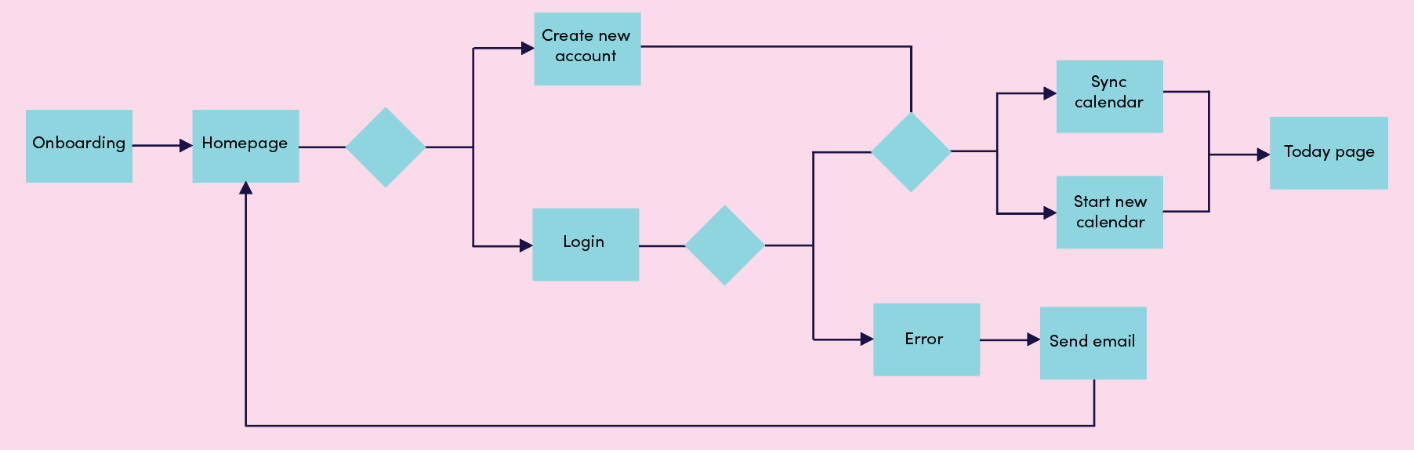 Onboarding
Homepage
Create new
account
Login
Sync
calendar
Start new
calendar
Today page
Error
Send email